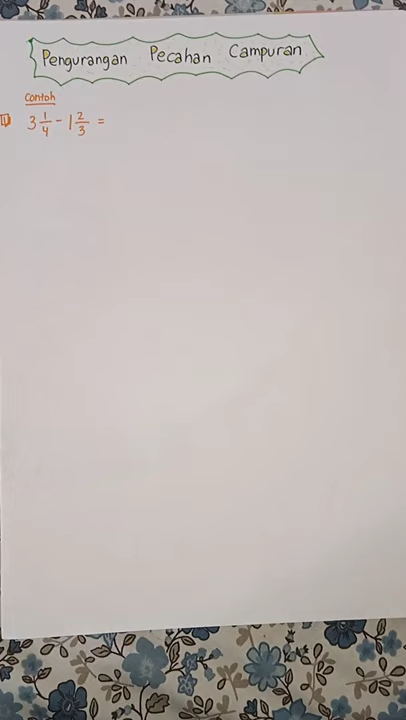 Pengurangan Pecahan Campuran
Contoh
1 3 1/4 - 1 2/3 =